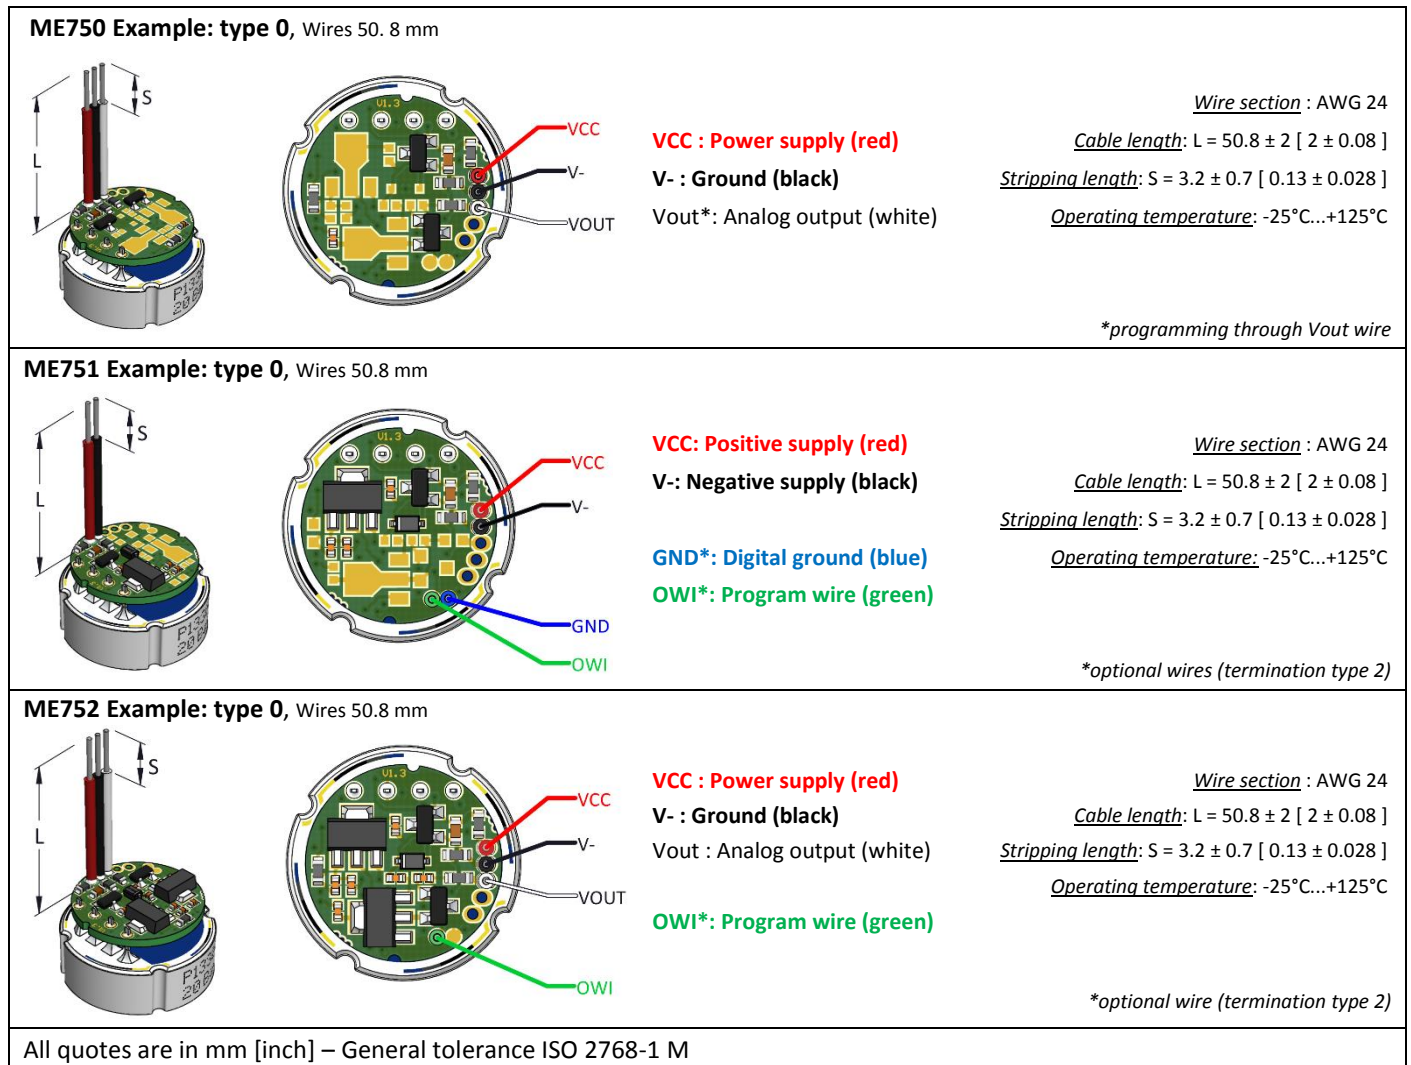 ME750 Example: type 0, Wires 50. 8 mm
S
L
V1.3
VCC
V-
VOUT
VCC : Power supply (red)
V- : Ground (black)
Vout*: Analog output (white)
Wire section : AWG 24
Cable length: L = 50.8 ± 2 [ 2 ± 0.08 ]
Stripping length: S = 3.2 ± 0.7 [ 0.13 ± 0.028 ]
Operating temperature: -25°C...+125°C
*programming through Vout wire
ME751 Example: type 0, Wires 50.8 mm
S
L
V1.3
VCC
V-
GND
OWI
VCC: Positive supply (red)
V-: Negative supply (black)
GND*: Digital ground (blue)
OWI*: Program wire (green)
Wire section : AWG 24
Cable length: L = 50.8 ± 2 [ 2 ± 0.08 ]
Stripping length: S = 3.2 ± 0.7 [ 0.13 ± 0.028 ]
Operating temperature: -25°C...+125°C
*optional wires (termination type 2)
ME752 Example: type 0, Wires 50.8 mm
S
L
V1.3
VCC
V-
VOUT
OWI
VCC : Power supply (red)
V- : Ground (black)
Vout : Analog output (white)
OWI*: Program wire (green)
Wire section : AWG 24
Cable length: L = 50.8 ± 2 [ 2 ± 0.08 ]
Stripping length: S = 3.2 ± 0.7 [ 0.13 ± 0.028 ]
Operating temperature: -25°C...+125°C
*optional wire (termination type 2)
All quotes are in mm [inch] – General tolerance ISO 2768-1 M